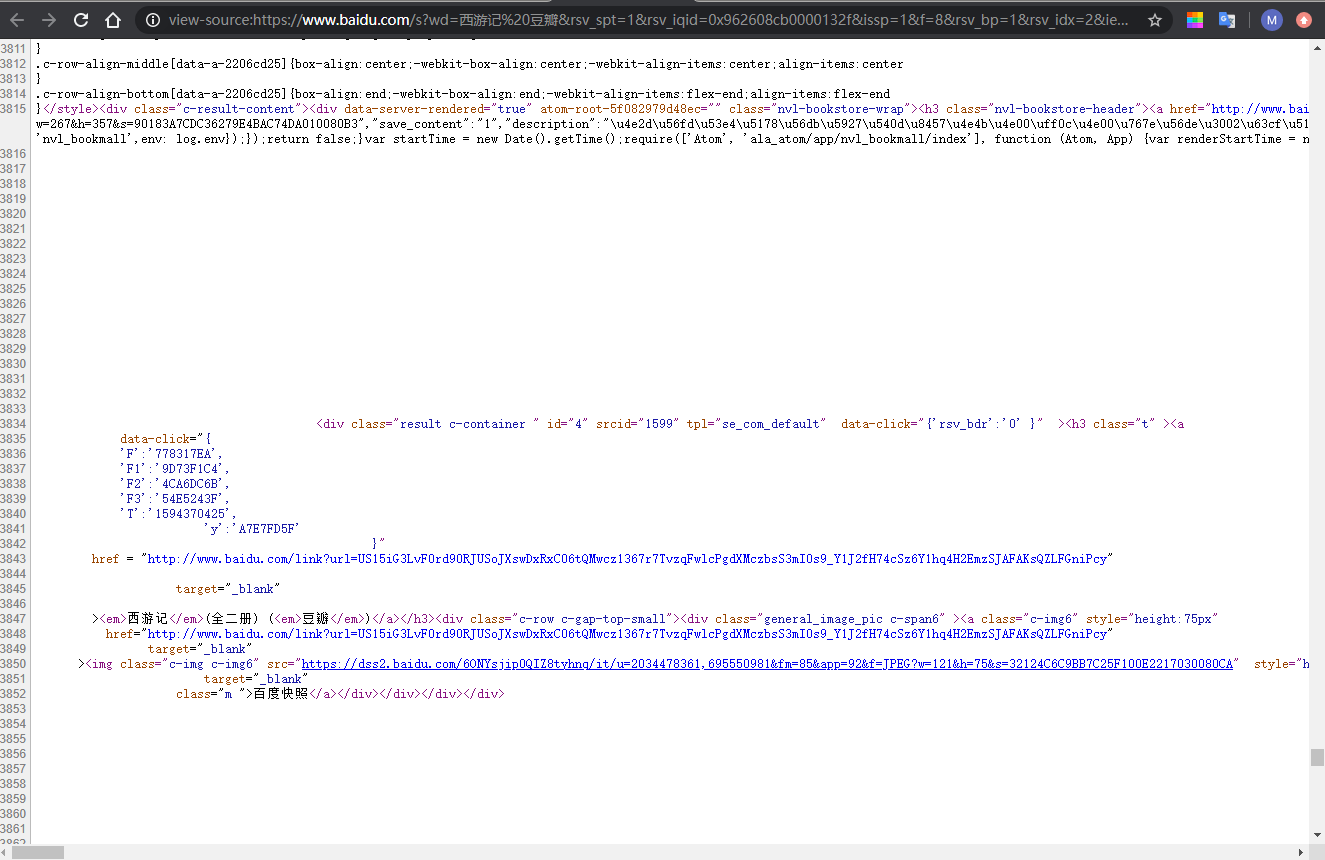 view-source:https://www.baidu.com/s?wd=西游记%20豆瓣&rsv_spt=1&rsv_iqid=0x962608cb0000132f&issp=1&f=8&rsv_bp=1&rsv_idx=2&ie...
M
3811 }
3812 .c-row-align-middle[data-a-2206cd25]{box-align:center;-webkit-box-align:center;-webkit-align-items:center;align-items:center
3813 }
3814 .c-row-align-bottom[data-a-2206cd25]{box-align:end;-webkit-box-align:end;-webkit-align-items:flex-end;align-items:flex-end
3815 }</style><div class="c-result-content"><div data-server-rendered="true" atom-root-5f082979d48ec="" class="nvl-bookstore-wrap"><h3 class="nvl-bookstore-header"><a href="http://www.bai
w=267&h=357&s=90183A7CDC36279E4BAC74DA010080B3","save_content":"1","description":"\u4e2d\u56fd\u53e4\u5178\u56db\u5927\u540d\u8457\u4e4b\u4e00\uff0c\u4e00\u767e\u56de\u3002\u63cf\u51
'nvl_bookmall',env: log.env});});return false;}var startTime = new Date().getTime();require(['Atom', 'ala_atom/app/nvl_bookmall/index'], function (Atom, App) {var renderStartTime = n
3816
3817
3818
3819
3820
3821
3822
3823
3824
3825
3826
3827
3828
3829
3830
3831
3832
3833
3834 <div class="result c-container " id="4" srcid="1599" tpl="se_com_default"  data-click="{'rsv_bdr':'0' }"  ><h3 class="t" ><a
3835 data-click="{
3836 'F':'778317EA',
3837 'F1':'9D73F1C4',
3838 'F2':'4CA6DC6B',
3839 'F3':'54E5243F',
3840 'T':'1594370425',
3841 'y':'A7E7FD5F'
3842 }"
3843 href = "http://www.baidu.com/link?url=US15iG3LvF0rd9ORJUSoJXswDxRxC06tQMwcz1367r7TvzqFwlcPgdXMczbsS3mI0s9_Y1J2fH74cSz6Y1hq4H2EmzSJAFAKsQZLFGniPcy"
3844
3845 target="_blank"
3846
3847 ><em>西游记</em>(全二册) (<em>豆瓣</em>)</a></h3><div class="c-row c-gap-top-small"><div class="general_image_pic c-span6" ><a class="c-img6" style="height:75px"
3848 href="http://www.baidu.com/link?url=US15iG3LvF0rd9ORJUSoJXswDxRxC06tQMwcz1367r7TvzqFwlcPgdXMczbsS3mI0s9_Y1J2fH74cSz6Y1hq4H2EmzSJAFAKsQZLFGniPcy"
3849 target="_blank"
3850 ><img class="c-img c-img6" src="https://dss2.baidu.com/6ONYsjip0QIZ8tyhnq/it/u=2034478361,695550981&fm=85&app=92&f=JPEG?w=121&h=75&s=32124C6C9BB7C25F100E2217030080CA"  style="h
3851 target="_blank"
3852 class="m ">百度快照</a></div></div></div></div>
3853
3854
3855
3856
3857
3858
3859
3860
3861
3862